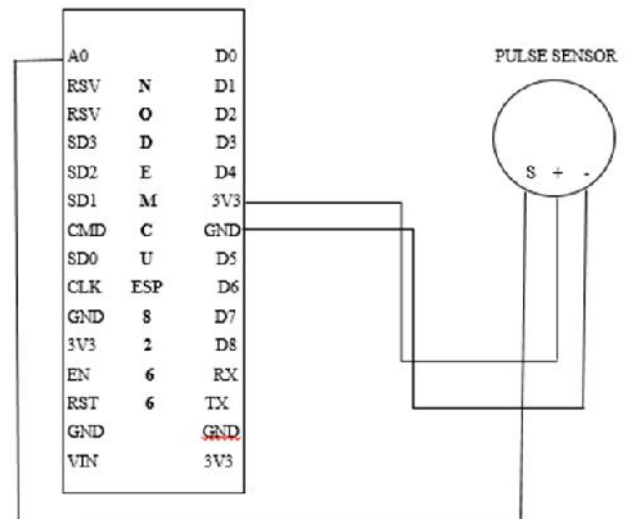 A0 D0
PULSE SENSOR
RSV N D1
RSV O D2
SD3 D D3
SD2 E D4
S + -
SD1 M 3V3
CMD C GND
SD0 U D5
CLK ESP D6
GND 8 D7
3V3 2 D8
EN 6 RX
RST 6 TX
GND GND
VIN 3V3